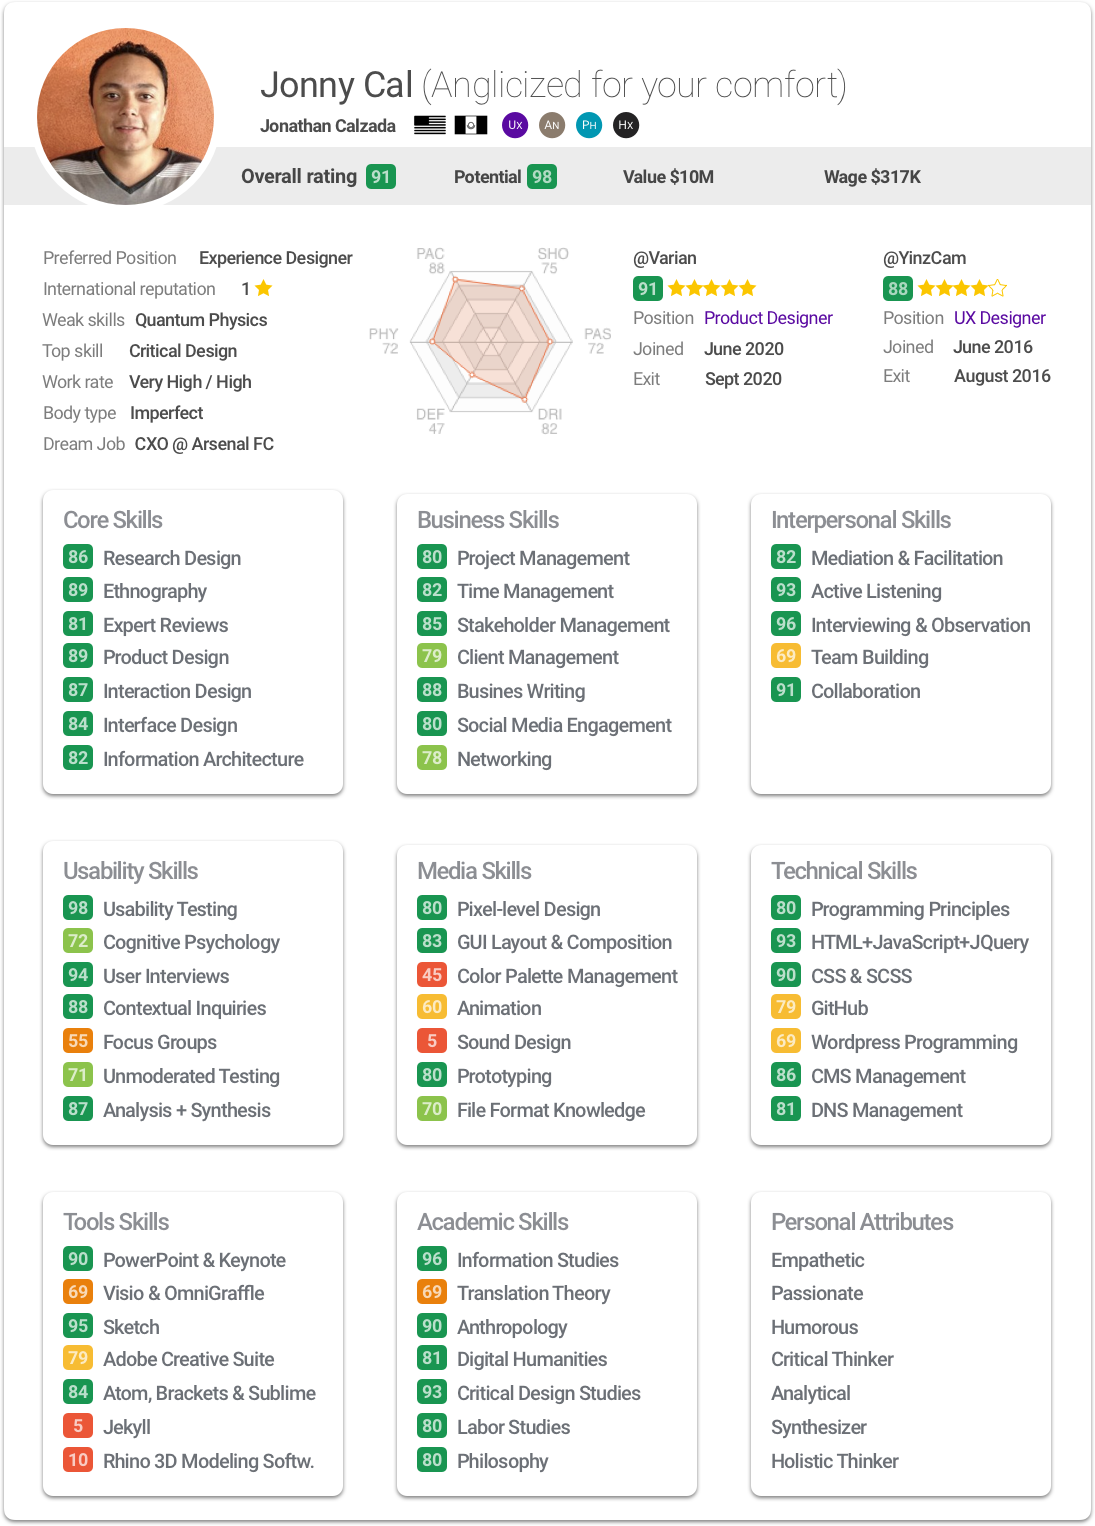 Jonny Cal (Anglicized for your comfort)
Jonathan Calzada Ux An Ph Hx
Overall rating 91 Potential 98 Value $10M Wage $317K
Preferred Position Experience Designer
International reputation 1
Weak skills Quantum Physics
Top skill Critical Design
Work rate Very High / High
Body type Imperfect
Dream Job CXO @ Arsenal FC
PAC
88
SHO
75
PHY
72
PAS
72
DEF
47
DRI
82
@Varian
91
Position Product Designer
Joined June 2020
Exit Sept 2020
@YinzCam
88
Position UX Designer
Joined June 2016
Exit August 2016
Core Skills
86 Research Design
89 Ethnography
81 Expert Reviews
89 Product Design
87 Interaction Design
84 Interface Design
82 Information Architecture
Business Skills
80 Project Management
82 Time Management
85 Stakeholder Management
79 Client Management
88 Busines Writing
80 Social Media Engagement
78 Networking
Interpersonal Skills
82 Mediation & Facilitation
93 Active Listening
96 Interviewing & Observation
69 Team Building
91 Collaboration
Usability Skills
98 Usability Testing
72 Cognitive Psychology
94 User Interviews
88 Contextual Inquiries
55 Focus Groups
71 Unmoderated Testing
87 Analysis + Synthesis
Media Skills
80 Pixel-level Design
83 GUI Layout & Composition
45 Color Palette Management
60 Animation
5 Sound Design
80 Prototyping
70 File Format Knowledge
Technical Skills
80 Programming Principles
93 HTML+JavaScript+JQuery
90 CSS & SCSS
79 GitHub
69 Wordpress Programming
86 CMS Management
81 DNS Management
Tools Skills
90 PowerPoint & Keynote
69 Visio & OmniGraffle
95 Sketch
79 Adobe Creative Suite
84 Atom, Brackets & Sublime
5 Jekyll
10 Rhino 3D Modeling Softw.
Academic Skills
96 Information Studies
69 Translation Theory
90 Anthropology
81 Digital Humanities
93 Critical Design Studies
80 Labor Studies
80 Philosophy
Personal Attributes
Empathetic
Passionate
Humorous
Critical Thinker
Analytical
Synthesizer
Holistic Thinker